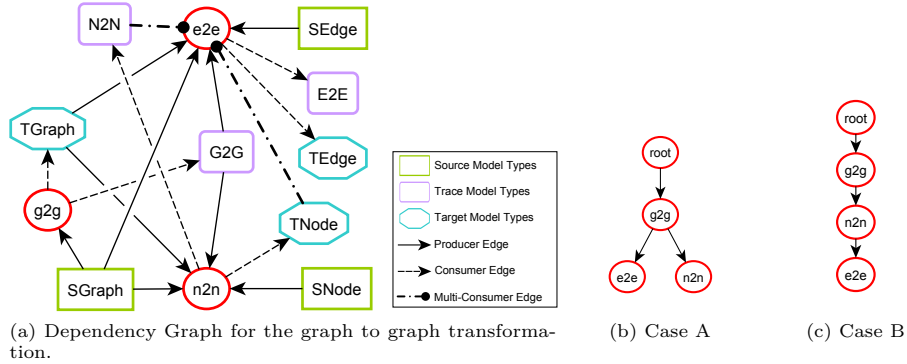 N2N
e2e
SEdge
E2E
TGraph
G2G
TEdge
g2g
TNode
SGraph
n2n
SNode
Source Model Types
Trace Model Types
Target Model Types
Producer Edge
Consumer Edge
Multi-Consumer Edge
(a) Dependency Graph for the graph to graph transforma-
tion.
root
g2g
e2e
n2n
(b) Case A
root
g2g
n2n
e2e
(c) Case B